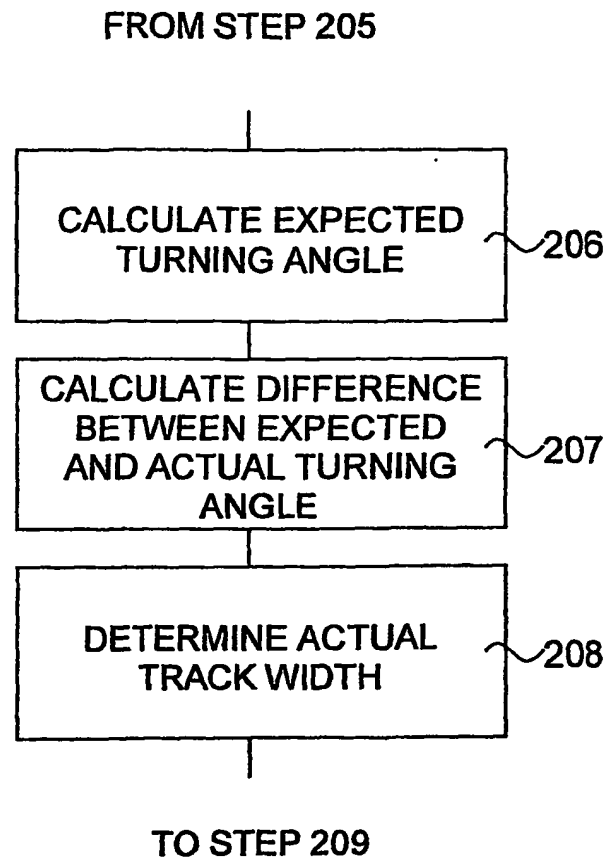 FROM STEP 205
CALCULATE EXPECTED
TURNING ANGLE
206
CALCULATE DIFFERENCE
BETWEEN EXPECTED
AND ACTUAL TURNING
ANGLE
207
DETERMINE ACTUAL
TRACK WIDTH
208
TO STEP 209